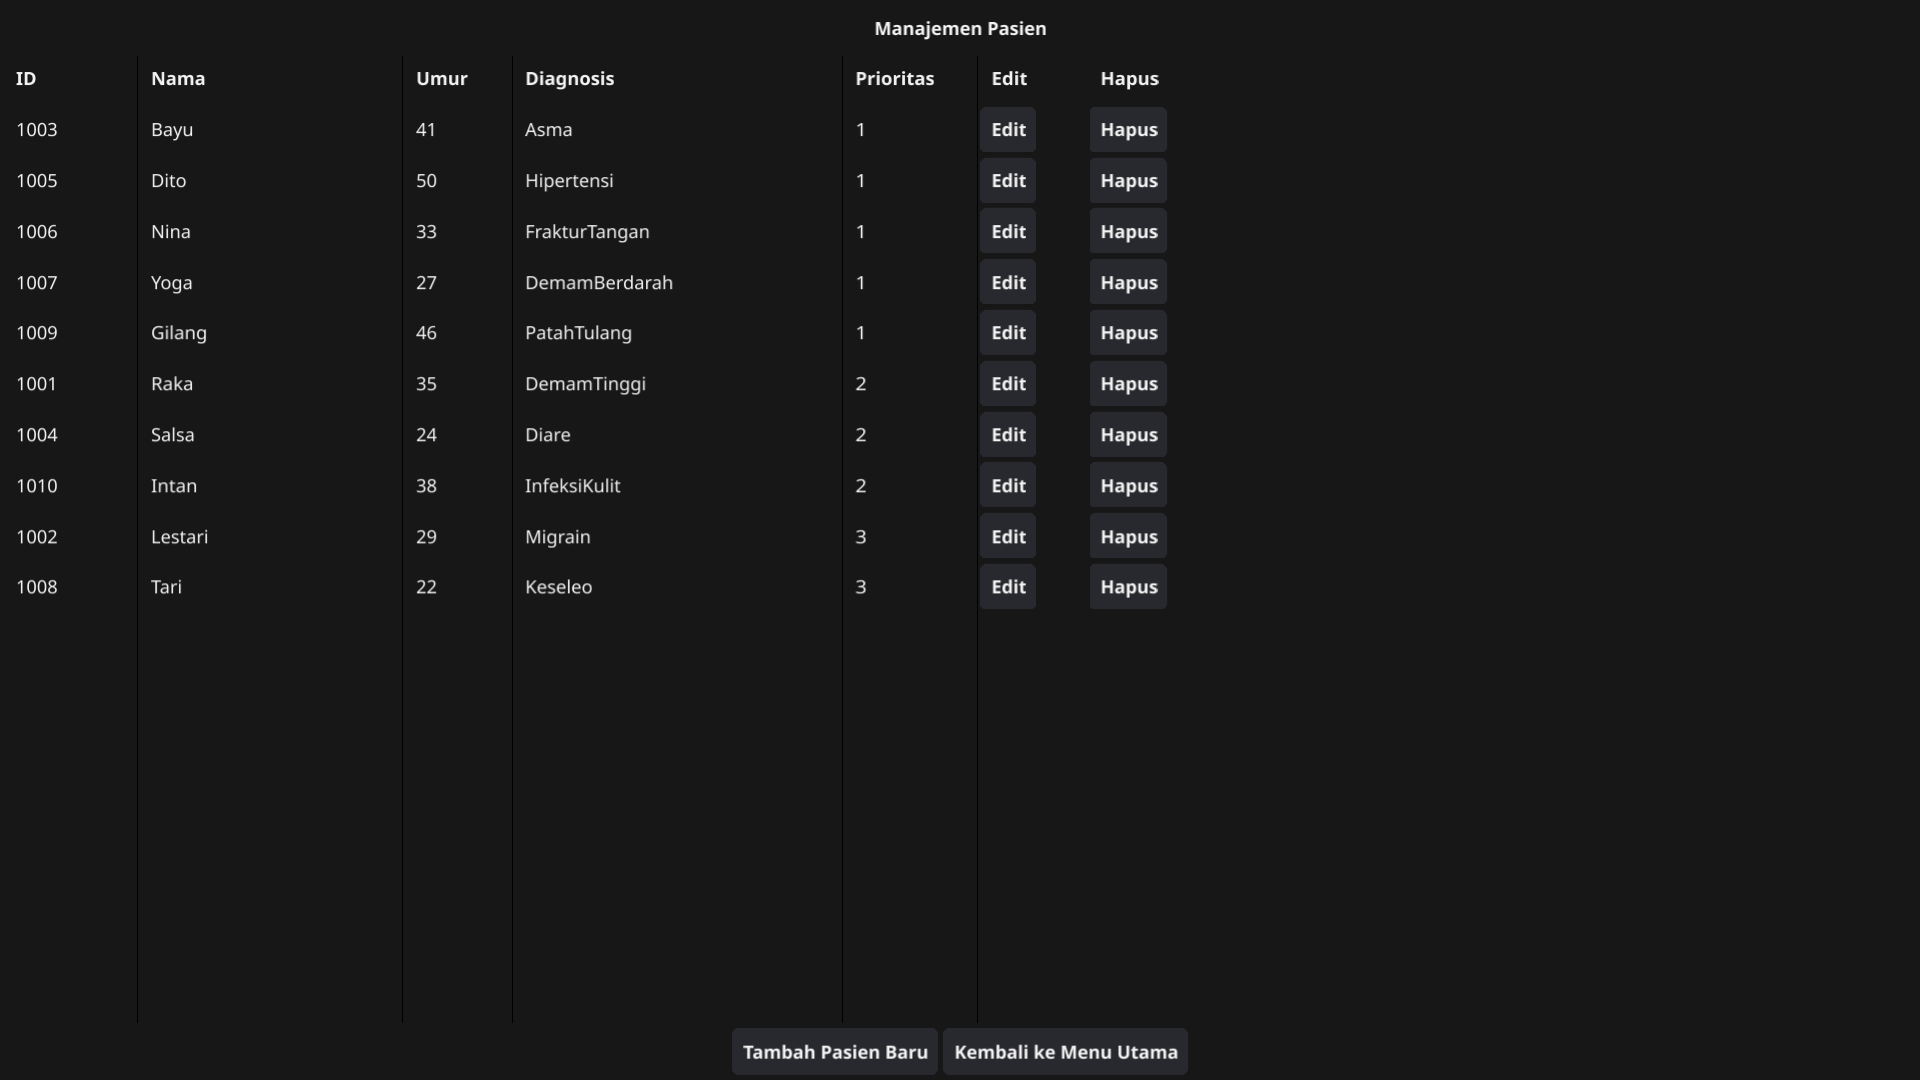 Manajemen Pasien
ID Nama Umur Diagnosis Prioritas Edit Hapus
1003 Bayu 41 Asma 1 Edit Hapus
1005 Dito 50 Hipertensi 1 Edit Hapus
1006 Nina 33 FrakturTangan 1 Edit Hapus
1007 Yoga 27 DemamBerdarah 1 Edit Hapus
1009 Gilang 46 PatahTulang 1 Edit Hapus
1001 Raka 35 DemamTinggi 2 Edit Hapus
1004 Salsa 24 Diare 2 Edit Hapus
1010 Intan 38 InfeksiKulit 2 Edit Hapus
1002 Lestari 29 Migrain 3 Edit Hapus
1008 Tari 22 Keseleo 3 Edit Hapus
Tambah Pasien Baru Kembali ke Menu Utama